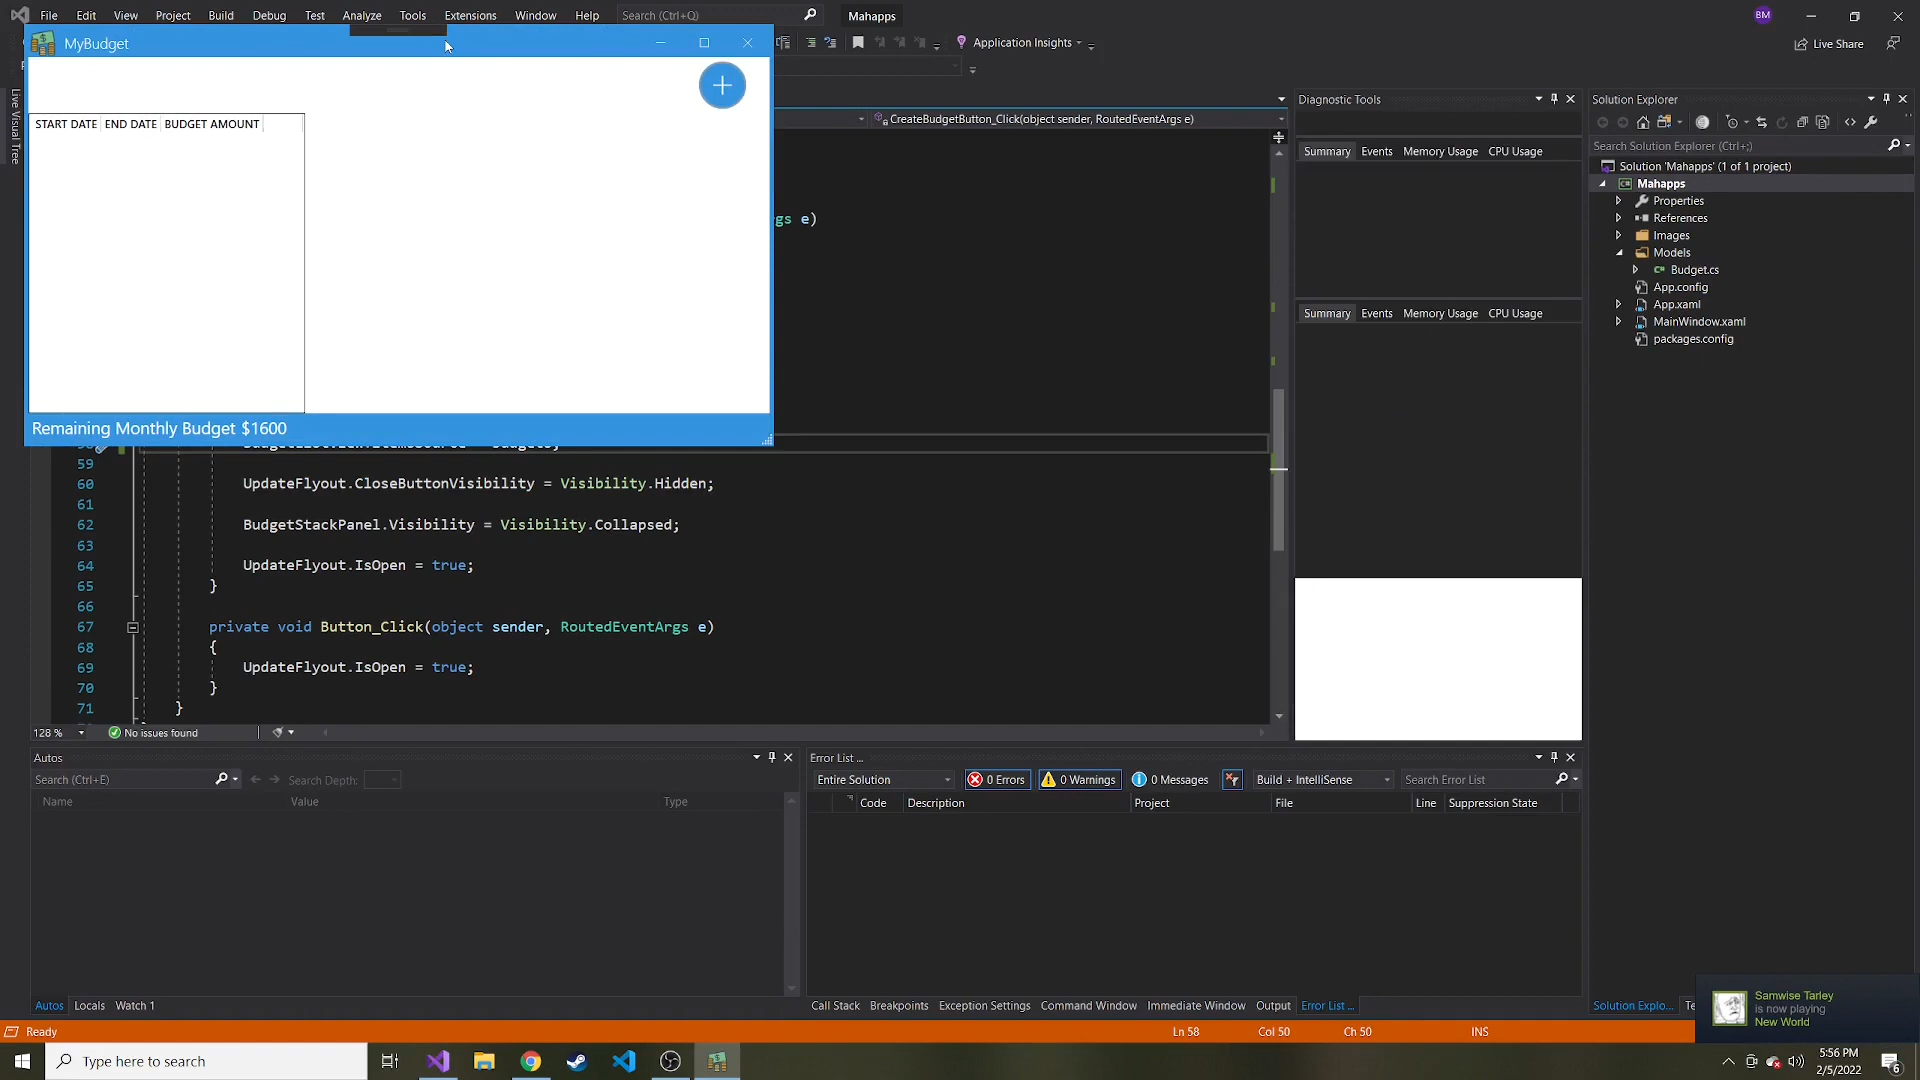 File Edit View Project Build Debug Test Analyze Tools Extensions Window Help Search (Ctrl+Q) Mahapps BM
MyBudget
Application Insights
Live Share
Live Visual Tree
START DATE END DATE BUDGET AMOUNT
Remaining Monthly Budget $1600
CreateBudgetButton_Click(object sender, RoutedEventArgs e)
gs e)
59
60 UpdateFlyout.CloseButtonVisibility = Visibility.Hidden;
61
62 BudgetStackPanel.Visibility = Visibility.Collapsed;
63
64 UpdateFlyout.IsOpen = true;
65 }
66
67 private void Button_Click(object sender, RoutedEventArgs e)
68 {
69 UpdateFlyout.IsOpen = true;
70 }
71 }
128 % No issues found
Diagnostic Tools
Summary Events Memory Usage CPU Usage
Summary Events Memory Usage CPU Usage
Solution Explorer
Search Solution Explorer (Ctrl+;)
Solution 'Mahapps' (1 of 1 project)
Mahapps
Properties
References
Images
Models
Budget.cs
App.config
App.xaml
MainWindow.xaml
packages.config
Autos
Search (Ctrl+E) Search Depth:
Name Value Type
Autos Locals Watch 1
Error List ...
Entire Solution 0 Errors 0 Warnings 0 Messages Build + IntelliSense Search Error List
Code Description Project File Line Suppression State
Call Stack Breakpoints Exception Settings Command Window Immediate Window Output Error List ...
Solution Explo... Te
Samwise Tarley
is now playing
New World
Ready Ln 58 Col 50 Ch 50 INS
Type here to search
5:56 PM
2/5/2022
6